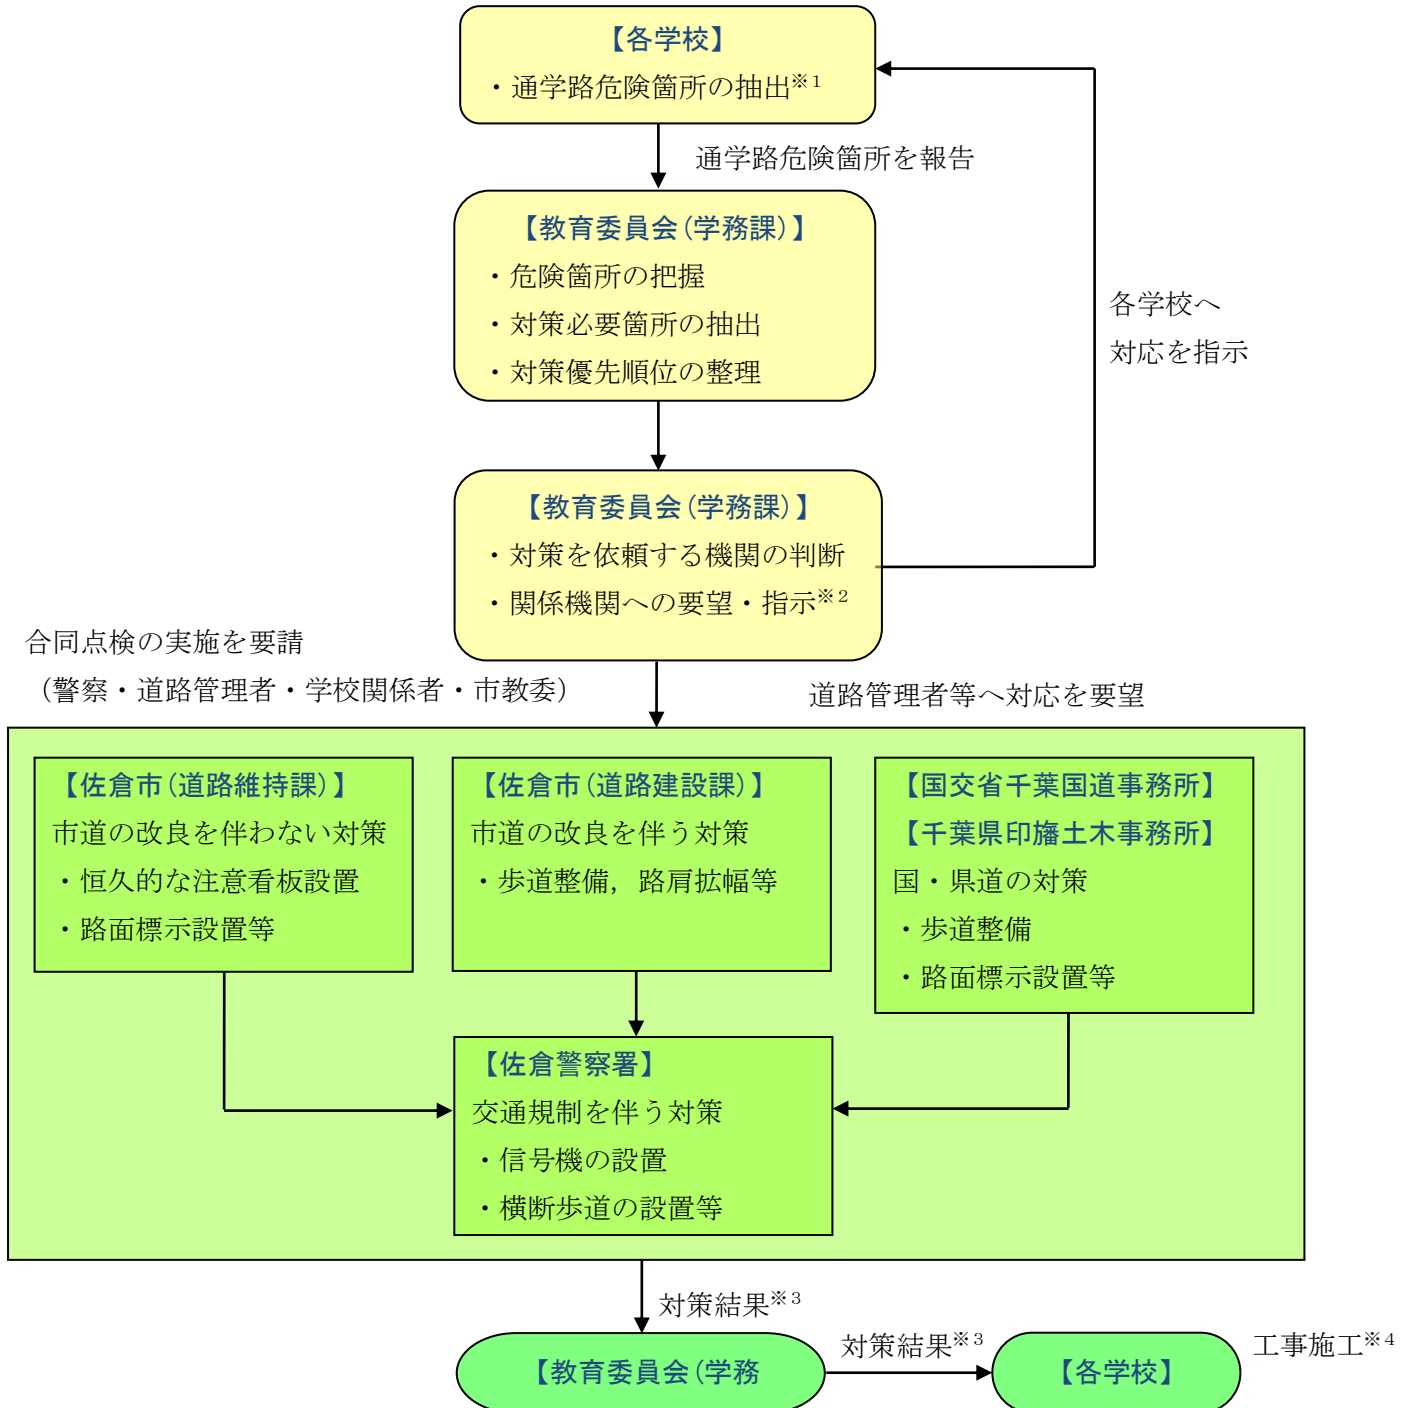 【各学校】
・通学路危険箇所の抽出※1
通学路危険箇所を報告
【教育委員会(学務課)】
・危険箇所の把握
・対策必要箇所の抽出
・対策優先順位の整理
各学校へ
対応を指示
【教育委員会(学務課)】
・対策を依頼する機関の判断
・関係機関への要望・指示※2
合同点検の実施を要請
（警察・道路管理者・学校関係者・市教委）
道路管理者等へ対応を要望
【佐倉市(道路維持課)】
市道の改良を伴わない対策
・恒久的な注意看板設置
・路面標示設置等
【佐倉市(道路建設課)】
市道の改良を伴う対策
・歩道整備，路肩拡幅等
【国交省千葉国道事務所】
【千葉県印旛土木事務所】
国・県道の対策
・歩道整備
・路面標示設置等
【佐倉警察署】
交通規制を伴う対策
・信号機の設置
・横断歩道の設置等
対策結果※3
【教育委員会(学務
対策結果※3
【各学校】
工事施工※4